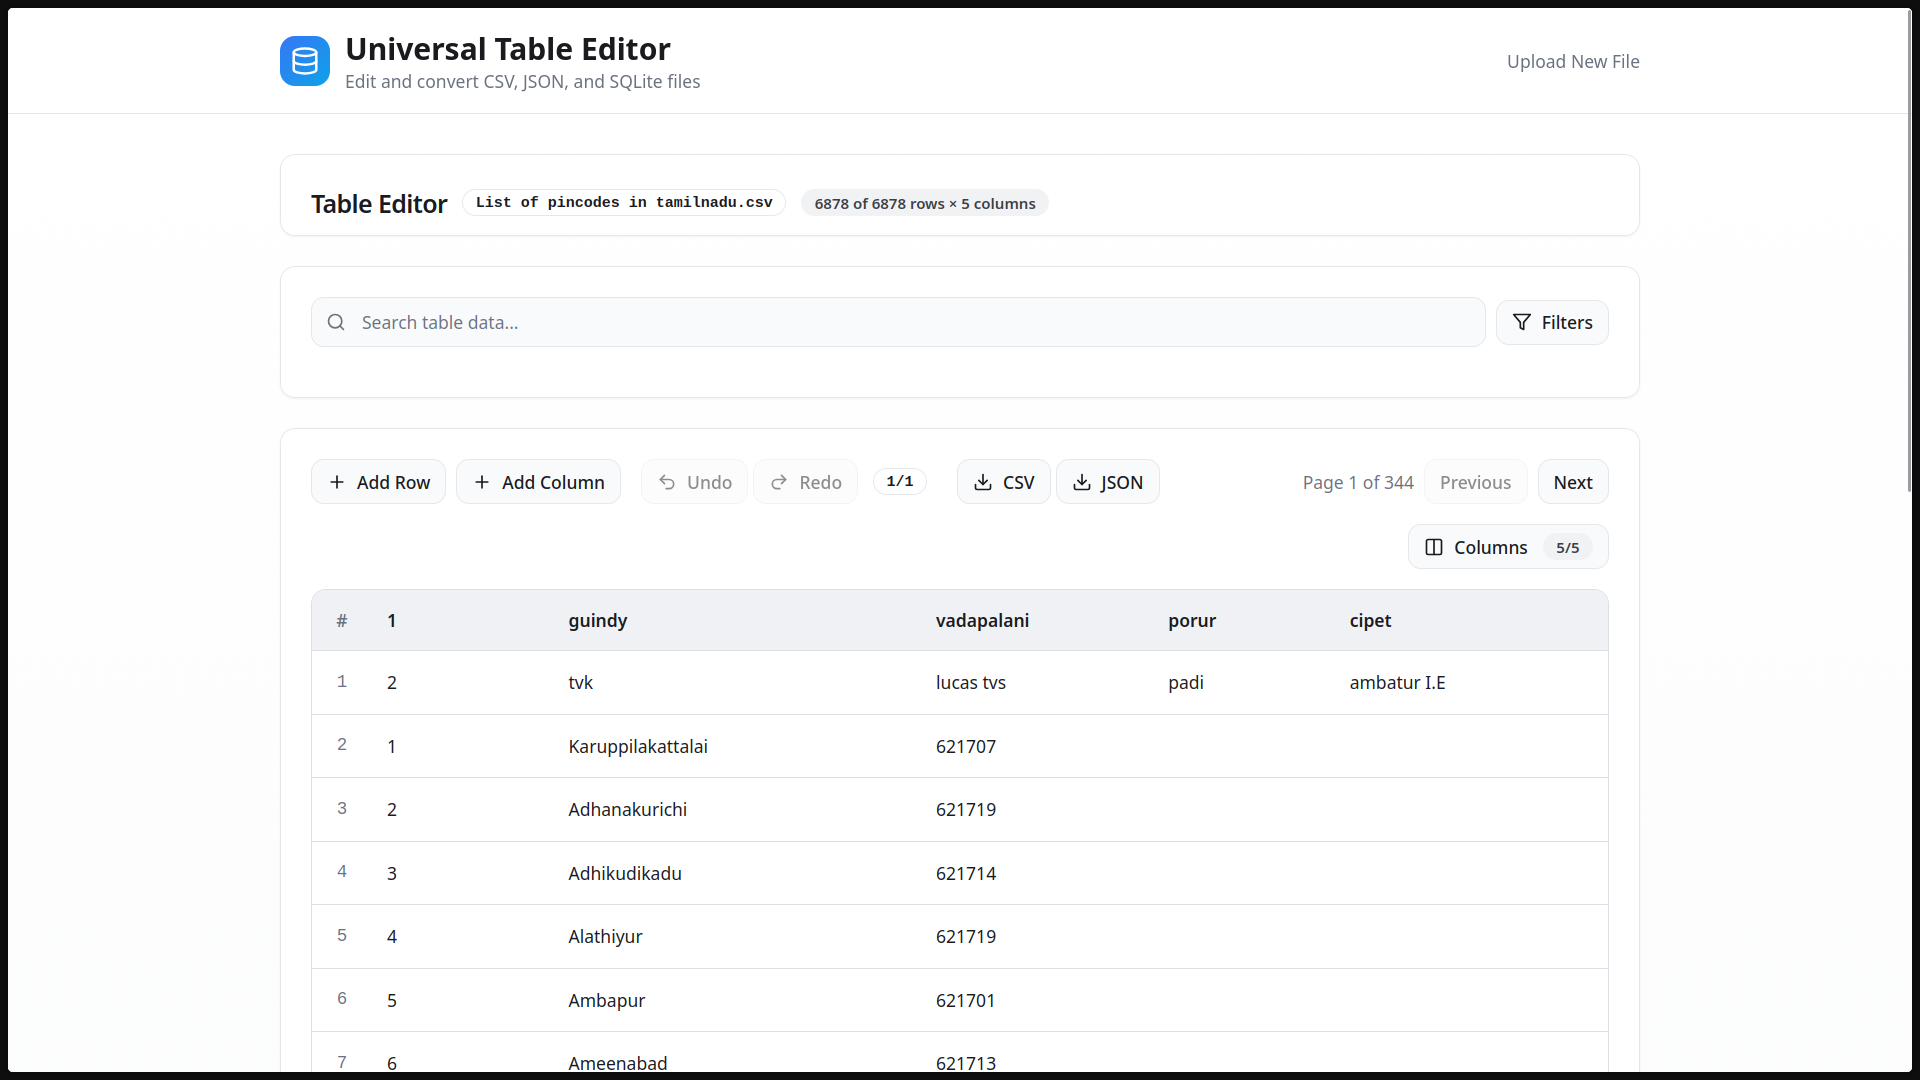 Universal Table Editor
Edit and convert CSV, JSON, and SQLite files
Upload New File
Table Editor List of pincodes in tamilnadu.csv 6878 of 6878 rows × 5 columns
Search table data...
Filters
Add Row Add Column Undo Redo 1/1 CSV JSON Page 1 of 344 Previous Next
Columns 5/5
# 1 guindy vadapalani porur cipet
1 2 tvk lucas tvs padi ambatur I.E
2 1 Karuppilakattalai 621707
3 2 Adhanakurichi 621719
4 3 Adhikudikadu 621714
5 4 Alathiyur 621719
6 5 Ambapur 621701
7 6 Ameenabad 621713